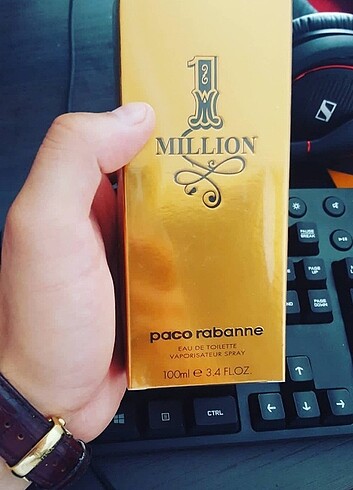 1
MILLION
paco rabanne
EAU DE TOILETTE
VAPORISATEUR SPRAY
100ml e 3.4 FL.OZ.
PAUSE
BREAK
PAGE
UP
PAGE
DOWN
CTRL